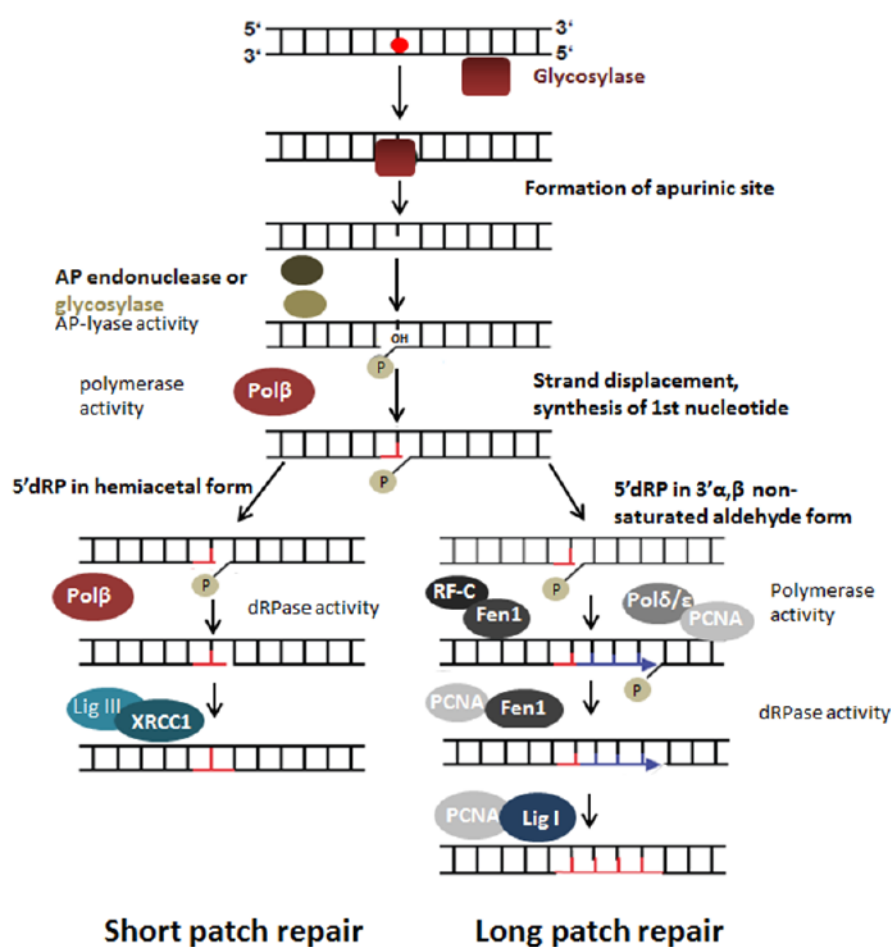 5‘ 3‘
3‘ 5‘
Glycosylase
Formation of apurinic site
AP endonuclease or
glycosylase
AP-lyase activity
OH
P
polymerase
activity
Polβ
Strand displacement,
synthesis of 1st nucleotide
P
5’dRP in hemiacetal form
5’dRP in 3’α,β non-
saturated aldehyde form
P
Polβ
dRPase activity
Lig III
XRCC1
P
RF-C
Fen1
Polδ/ε
PCNA
Polymerase
activity
P
PCNA
Fen1
dRPase activity
PCNA
Lig I
Short patch repair
Long patch repair